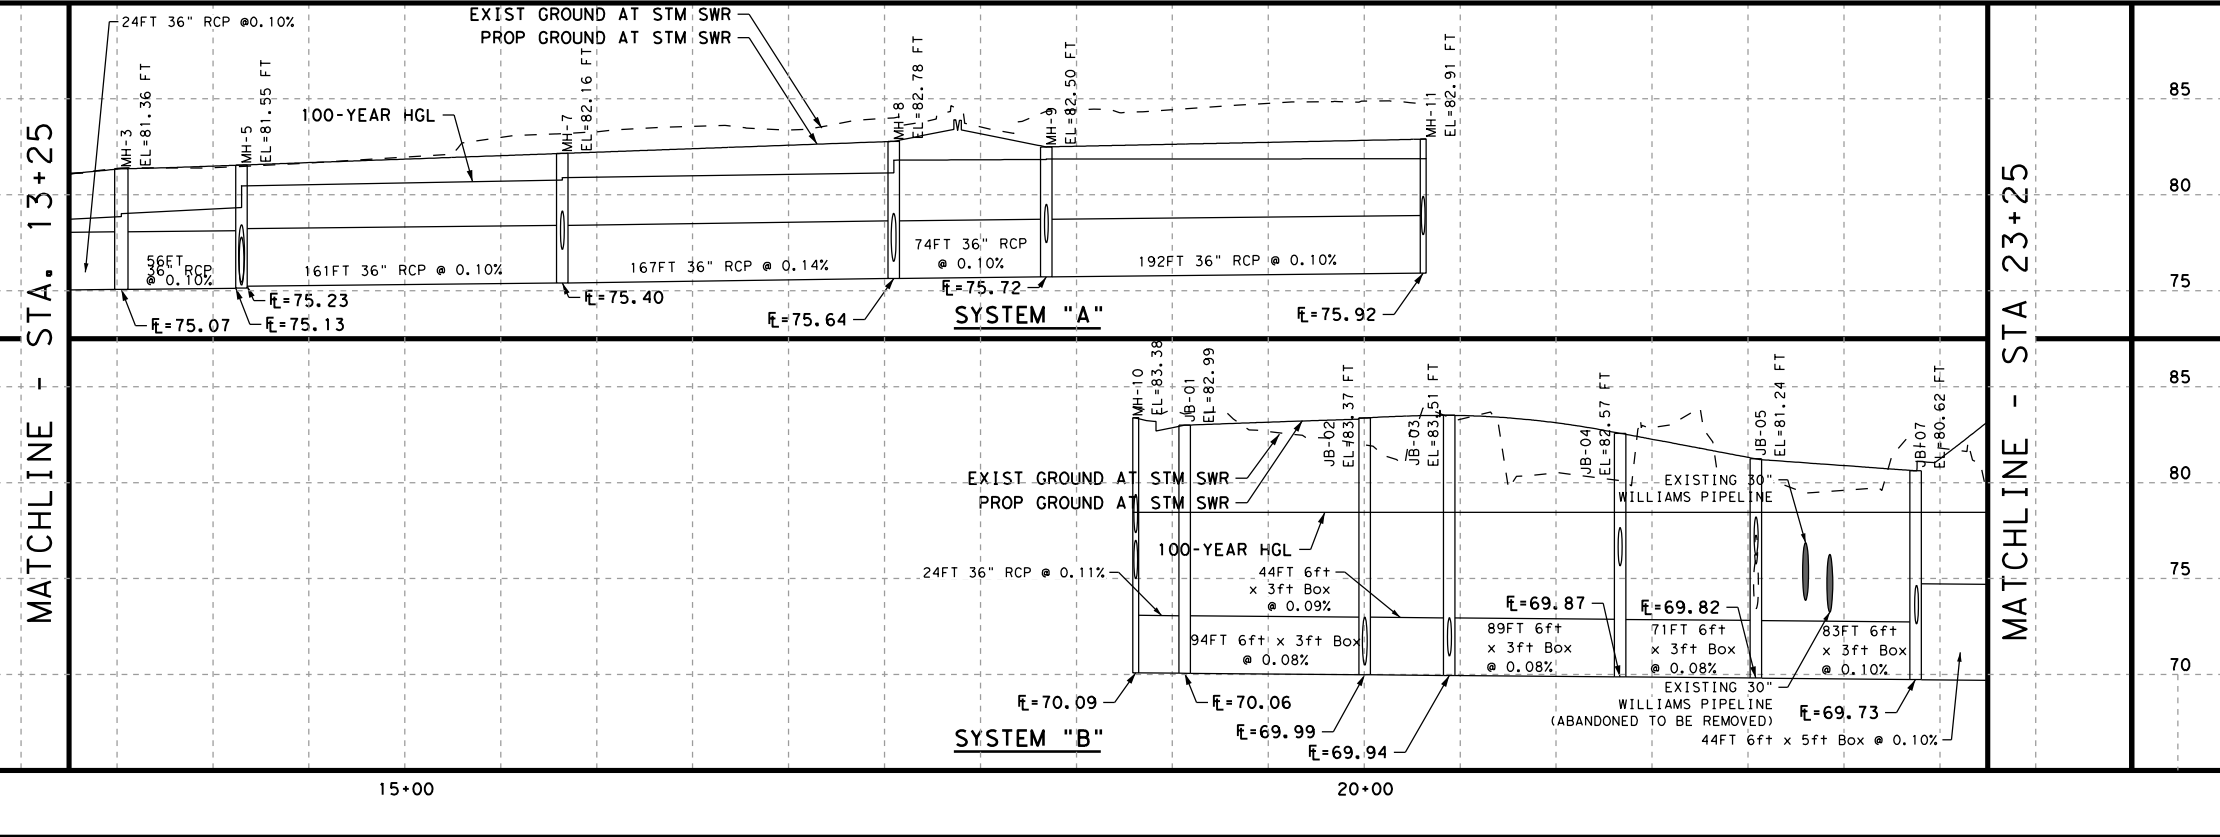 24FT 36" RCP @0.10%
EXIST GROUND AT STM SWR
PROP GROUND AT STM SWR
100-YEAR HGL
MH-3
EL=81.36 FT
MH-5
EL=81.55 FT
MH-7
EL=82.16 FT
MH-8
EL=82.78 FT
MH-9
EL=82.50 FT
MH-11
EL=82.91 FT
85
80
75
MATCHLINE - STA. 13+25
MATCHLINE - STA 23+25
56FT
36" RCP
@ 0.10%
161FT 36" RCP @ 0.10%
167FT 36" RCP @ 0.14%
74FT 36" RCP
@ 0.10%
192FT 36" RCP @ 0.10%
FL=75.07
FL=75.23
FL=75.13
FL=75.40
FL=75.64
FL=75.72
FL=75.92
SYSTEM "A"
MH-10
EL=83.38
JB-01
EL=82.99
JB-02
EL=83.37 FT
JB-03
EL=83.51 FT
JB-04
EL=82.57 FT
JB-05
EL=81.24 FT
JB-07
EL=80.62 FT
85
80
75
70
EXIST GROUND AT STM SWR
PROP GROUND AT STM SWR
100-YEAR HGL
EXISTING 30"
WILLIAMS PIPELINE
24FT 36" RCP @ 0.11%
44FT 6ft
x 3ft Box
@ 0.09%
94FT 6ft x 3ft Box
@ 0.08%
89FT 6ft
x 3ft Box
@ 0.08%
71FT 6ft
x 3ft Box
@ 0.08%
83FT 6ft
x 3ft Box
@ 0.10%
FL=69.87
FL=69.82
FL=70.09
FL=70.06
FL=69.99
FL=69.94
EXISTING 30"
WILLIAMS PIPELINE
(ABANDONED TO BE REMOVED)
FL=69.73
44FT 6ft x 5ft Box @ 0.10%
SYSTEM "B"
15+00
20+00